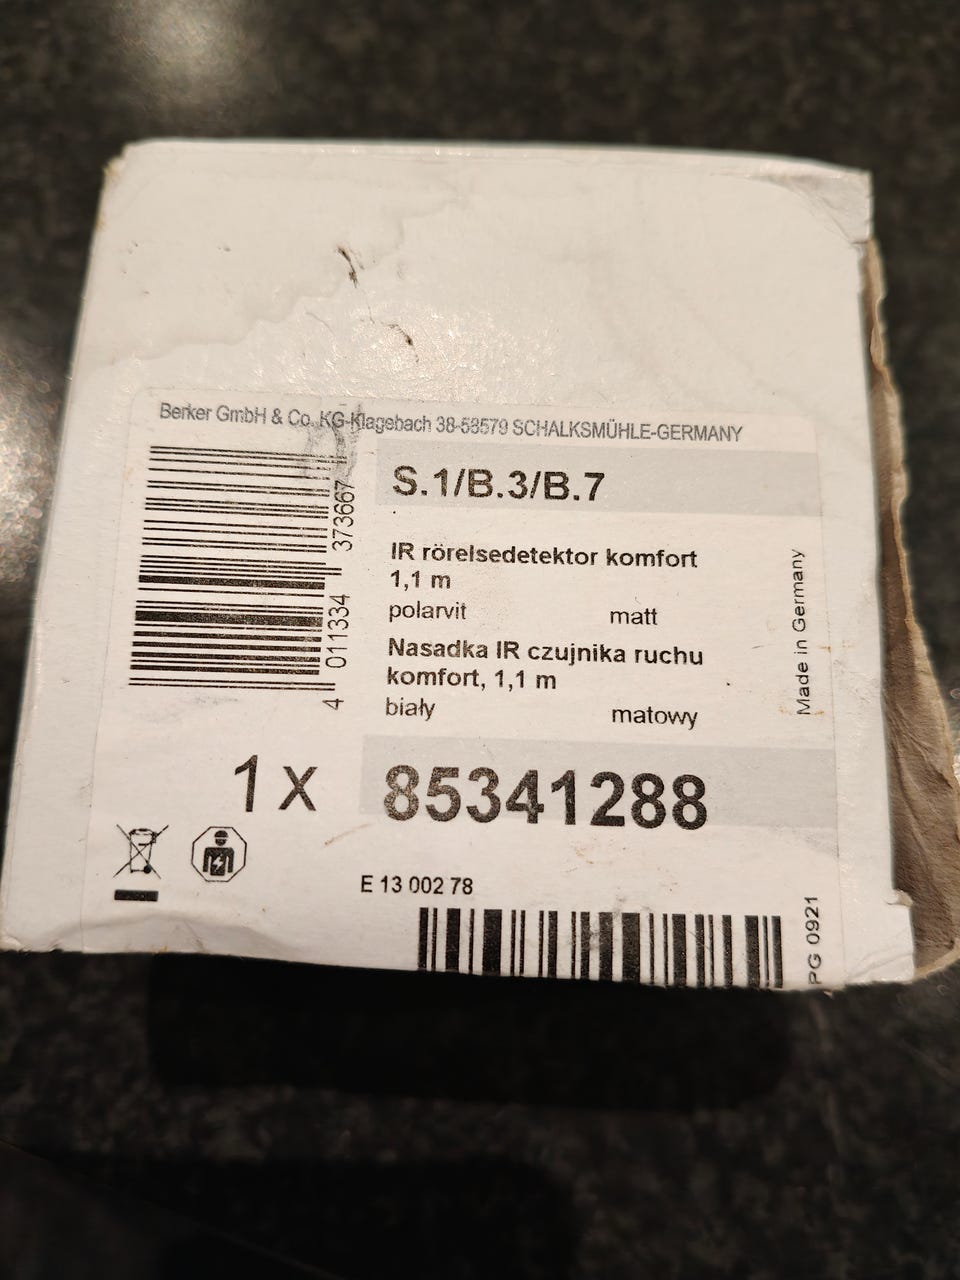 Berker GmbH & Co. KG-Klagebach 38-58579 SCHALKSMÜHLE-GERMANY
S.1/B.3/B.7
IR rörelsedetektor komfort
1,1 m
polarvit matt
Nasadka IR czujnika ruchu
komfort, 1,1 m
biały matowy
Made in Germany
4 011334 373667
1 x 85341288
E 13 002 78
PG 0921